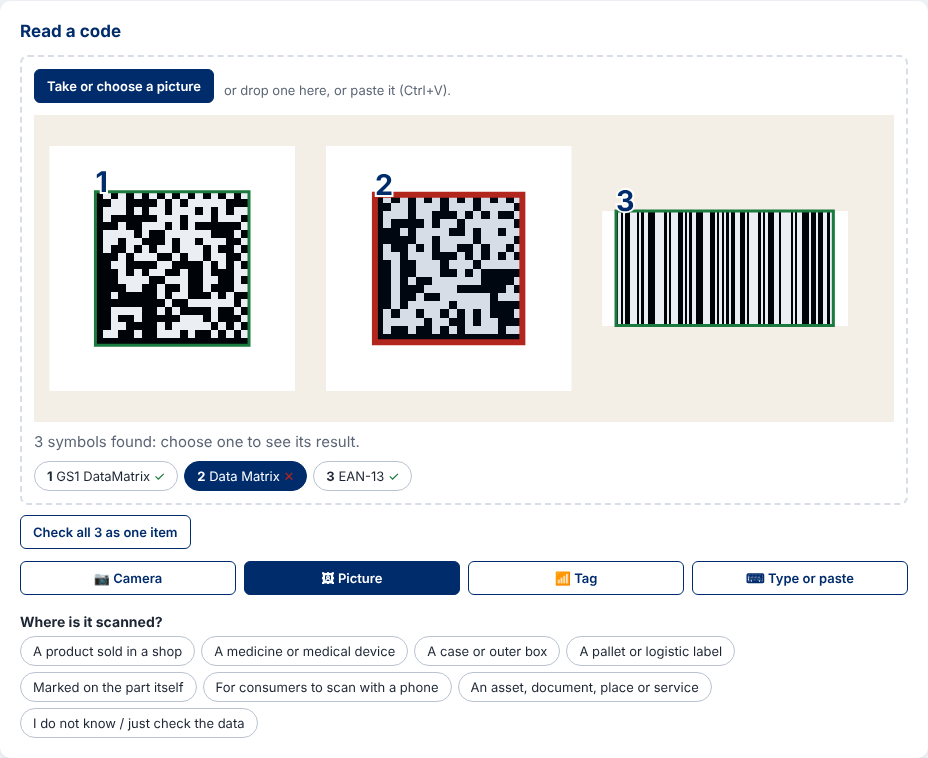 Read a code
Take or choose a picture or drop one here, or paste it (Ctrl+V).
1 2 3
3 symbols found: choose one to see its result.
1 GS1 DataMatrix ✓ 2 Data Matrix × 3 EAN-13 ✓
Check all 3 as one item
Camera Picture Tag Type or paste
Where is it scanned?
A product sold in a shop A medicine or medical device A case or outer box A pallet or logistic label
Marked on the part itself For consumers to scan with a phone An asset, document, place or service
I do not know / just check the data